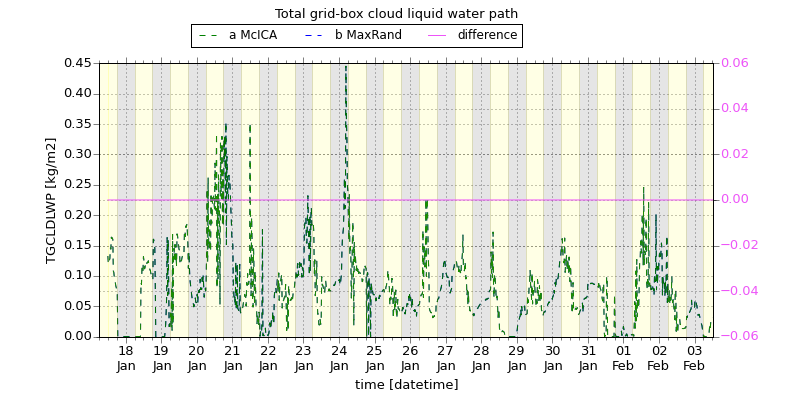 Total grid-box cloud liquid water path
a McICA b MaxRand difference
0.45 0.06
0.40 0.04
0.35
0.30 0.02
0.25
0.20 0.00
0.15 −0.02
0.10
0.05 −0.04
0.00 −0.06
TGCLDLWP [kg/m2]
18 19 20 21 22 23 24 25 26 27 28 29 30 31 01 02 03
Jan Jan Jan Jan Jan Jan Jan Jan Jan Jan Jan Jan Jan Jan Feb Feb Feb
time [datetime]